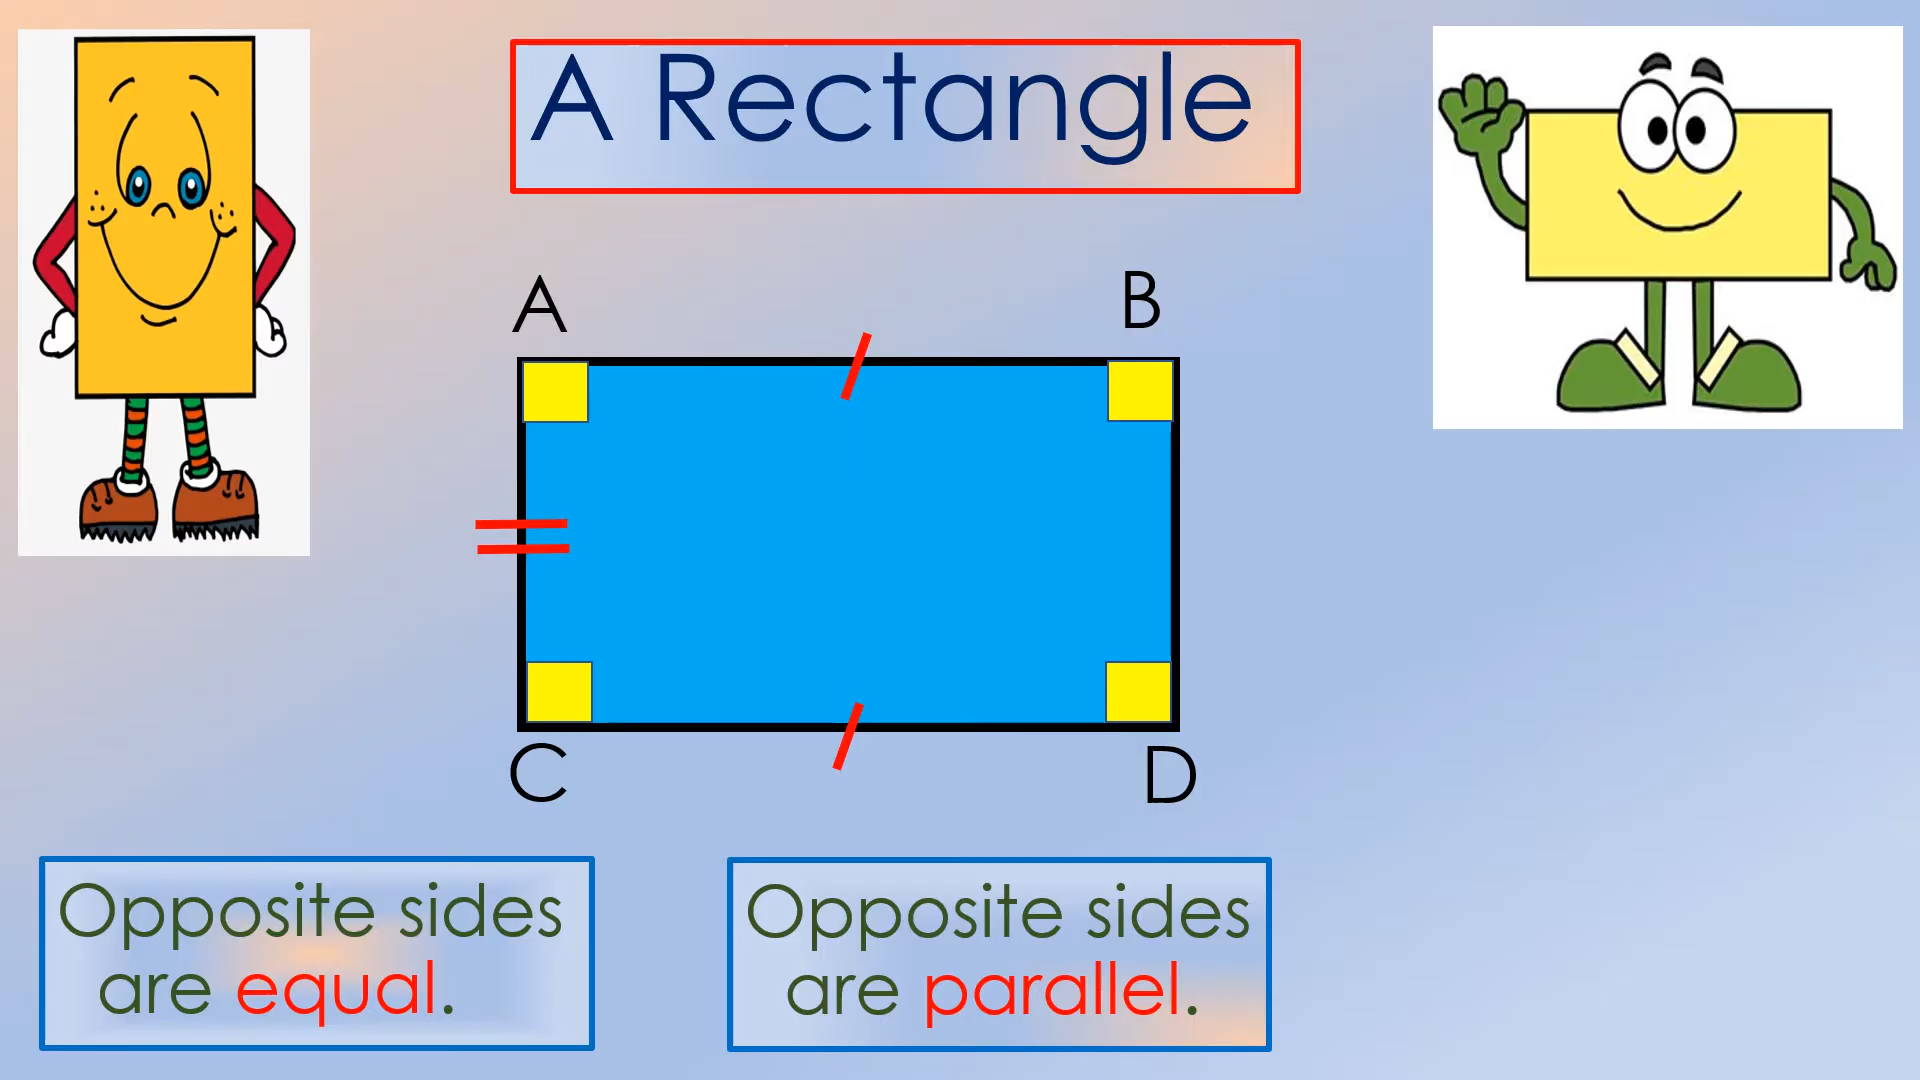 A Rectangle
A
B
C
D
Opposite sides
are equal.
Opposite sides
are parallel.